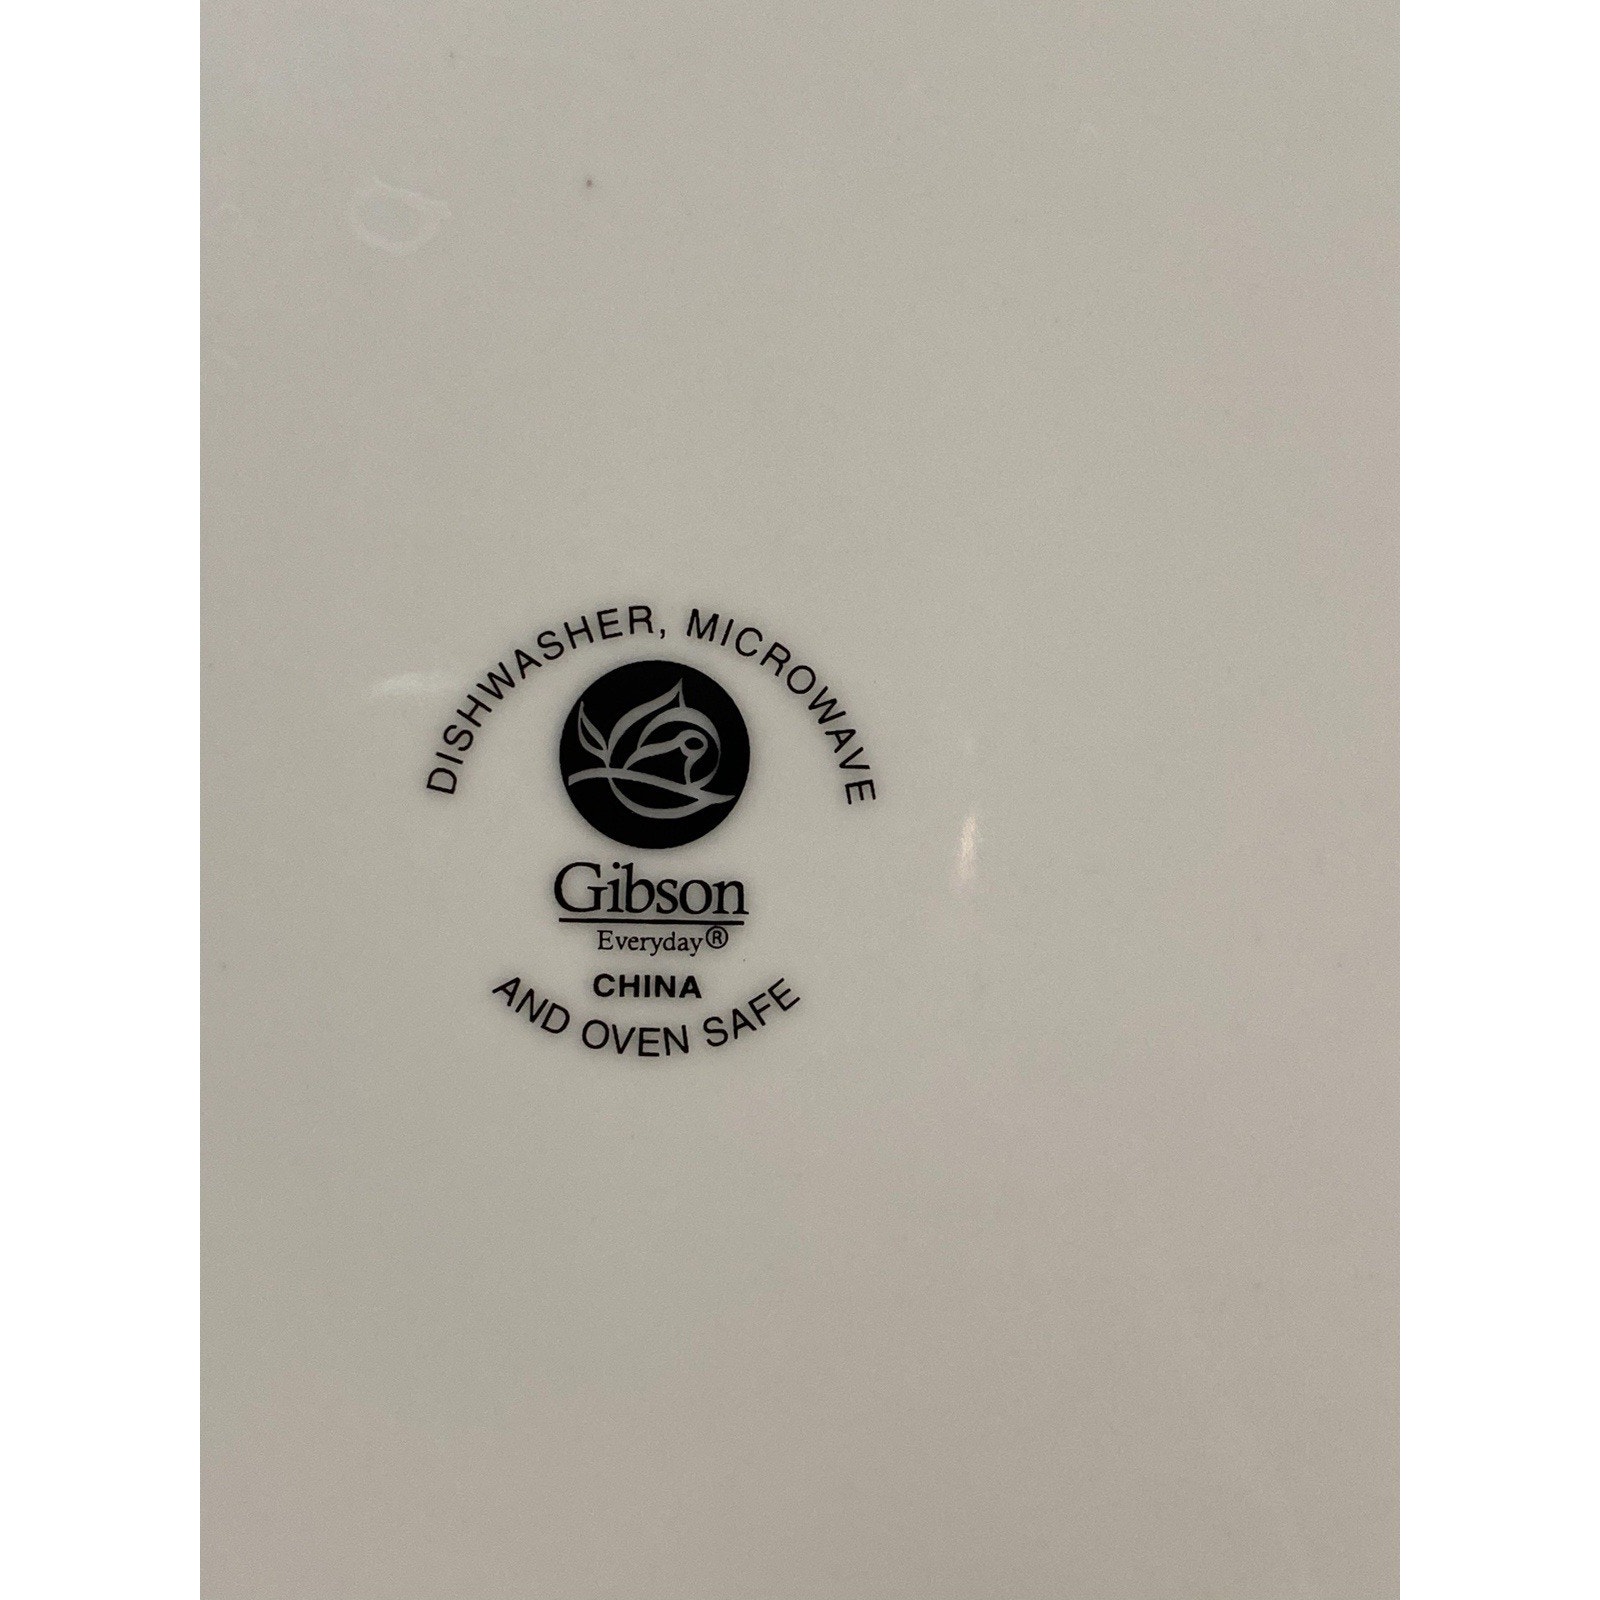 DISHWASHER, MICROWAVE
Gibson
Everyday®
CHINA
AND OVEN SAFE